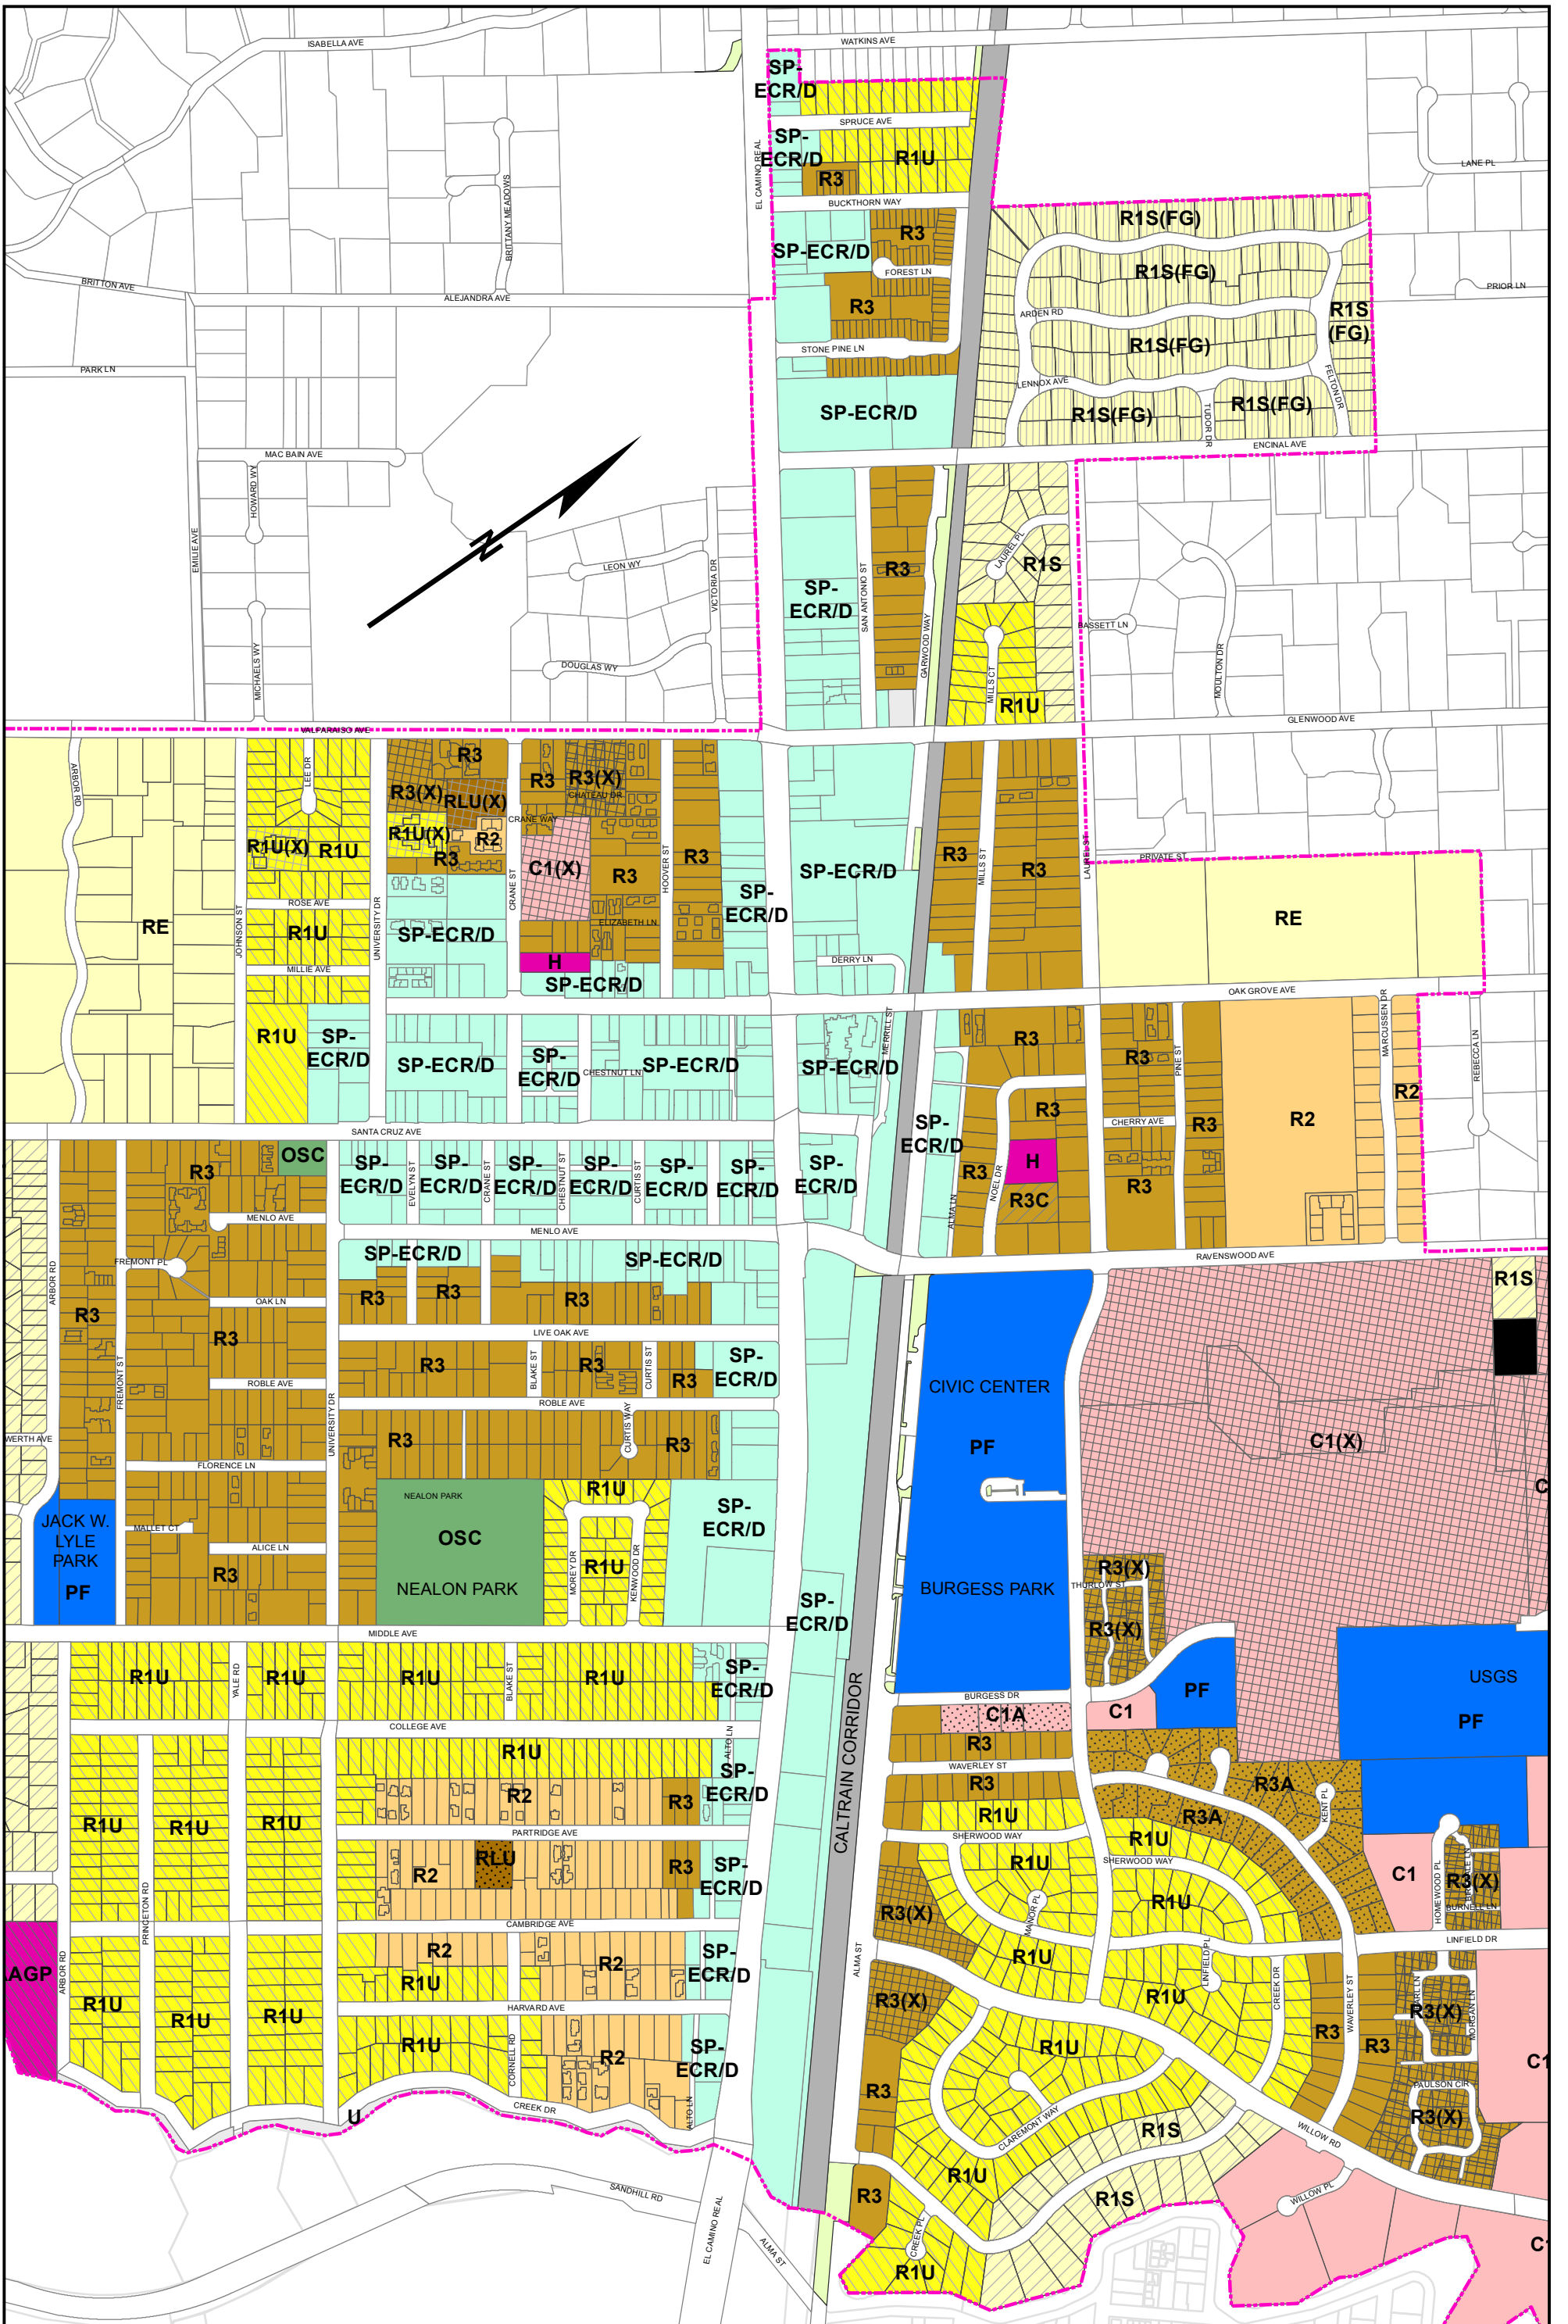 ISABELLA AVE
WATKINS AVE
SP-
ECR/D
SPRUCE AVE
SP-
ECR/D
R1U
R3
LANE PL
BRITTANY MEADOWS
EL CAMINO REAL
BUCKTHORN WAY
R1S(FG)
R3
SP-ECR/D
FOREST LN
R1S(FG)
BRITTON AVE
PRIOR LN
ALEJANDRA AVE
R3
ARDEN RD
R1S
(FG)
STONE PINE LN
R1S(FG)
PARK LN
LENNOX AVE
FELTON DR
SP-ECR/D
R1S(FG)
TUDOR DR
R1S(FG)
ENCINAL AVE
MAC BAIN AVE
HOWARD WY
N
EMILIE AVE
LEON WY
VICTORIA DR
SP-
ECR/D
SAN ANTONIO ST
R3
GARWOOD WAY
LAUREL PL
R1S
BASSETT LN
MICHAELS WY
DOUGLAS WY
MOULTON DR
MILLS CT
R1U
GLENWOOD AVE
VALPARAISO AVE
ARBOR RD
LEE DR
R3
R3
R3(X)
R3(X)
RLU(X)
CHATEAU DR
CRANE WAY
R1U(X)
R2
R1U(X)
R1U
R3
C1(X)
R3
HOOVER ST
R3
SP-ECR/D
R3
MILLS ST
R3
LAUREL ST
PRIVATE ST
CRANE ST
ROSE AVE
SP-
ECR/D
RE
RE
JOHNSON ST
R1U
UNIVERSITY DR
SP-ECR/D
ELIZABETH LN
H
DERRY LN
MILLIE AVE
SP-ECR/D
OAK GROVE AVE
R1U
SP-
ECR/D
SP-ECR/D
SP-
ECR/D
CHESTNUT LN
SP-ECR/D
SP-ECR/D
MERRILL ST
R3
R3
PINE ST
MARCUSSEN DR
REBECCA LN
R2
R3
CHERRY AVE
R3
R2
SANTA CRUZ AVE
SP-
ECR/D
OSC
R3
SP-
ECR/D
EVELYN ST
SP-
ECR/D
CRANE ST
SP-
ECR/D
CHESTNUT ST
SP-
ECR/D
CURTIS ST
SP-
ECR/D
SP-
ECR/D
SP-
ECR/D
R3
H
NOEL DR
R3C
ALMA LN
R3
MENLO AVE
MENLO AVE
RAVENSWOOD AVE
FREMONT PL
SP-ECR/D
SP-ECR/D
R1S
ARBOR RD
R3
OAK LN
R3
R3
R3
R3
LIVE OAK AVE
FREMONT ST
R3
BLAKE ST
R3
CURTIS ST
R3
SP-
ECR/D
ROBLE AVE
ROBLE AVE
CIVIC CENTER
UNIVERSITY DR
R3
CURTIS WAY
R3
PF
C1(X)
WERTH AVE
FLORENCE LN
NEALON PARK
R1U
SP-
ECR/D
JACK W.
LYLE
PARK
PF
MALLET CT
ALICE LN
R3
OSC
NEALON PARK
MOREY DR
R1U
KENWOOD DR
SP-
ECR/D
BURGESS PARK
R3(X)
THURLOW ST
R3(X)
MIDDLE AVE
R1U
YALE RD
R1U
R1U
BLAKE ST
R1U
SP-
ECR/D
CALTRAIN CORRIDOR
BURGESS DR
C1A
C1
PF
USGS
PF
COLLEGE AVE
R1U
ALTO LN
R3
WAVERLEY ST
R3
R2
R3
SP-
ECR/D
R3A
R3A
KENT PL
R1U
R1U
R1U
R1U
R1U
PARTRIDGE AVE
SHERWOOD WAY
SHERWOOD WAY
R2
RLU
R3
SP-
ECR/D
R1U
R1U
C1
HOMEWOOD PL
R3(X)
BURNELL LN
PRINCETON RD
R3(X)
MANOR PL
CAMBRIDGE AVE
LINFIELD DR
AGP
ARBOR RD
R2
R2
SP-
ECR/D
ALMA ST
R1U
LINFIELD PL
CREEK DR
WAVERLEY ST
R1U
R1U
R1U
R1U
HARVARD AVE
R3(X)
R1U
R3(X)
MORGAN LN
R1U
CORNELL RD
R2
SP-
ECR/D
R1U
R3
R3
C1
R3
PAULSON CIR
R3(X)
U
CREEK DR
ALTO LN
CLAREMONT WAY
R1S
WILLOW RD
SANDHILL RD
R1U
R3
R1S
WILLOW PL
EL CAMINO REAL
ALMA ST
CREEK PL
R1U